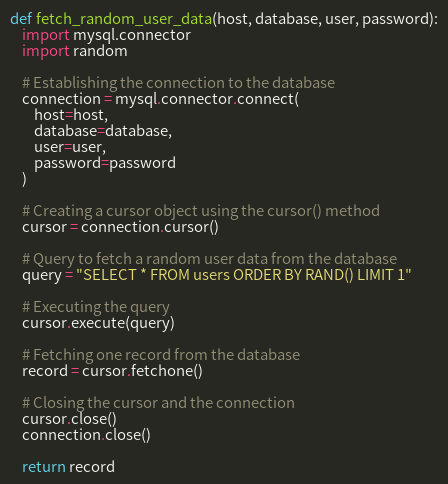 def fetch_random_user_data(host, database, user, password):
    import mysql.connector
    import random

    # Establishing the connection to the database
    connection = mysql.connector.connect(
        host=host,
        database=database,
        user=user,
        password=password
    )

    # Creating a cursor object using the cursor() method
    cursor = connection.cursor()

    # Query to fetch a random user data from the database
    query = "SELECT * FROM users ORDER BY RAND() LIMIT 1"

    # Executing the query
    cursor.execute(query)

    # Fetching one record from the database
    record = cursor.fetchone()

    # Closing the cursor and the connection
    cursor.close()
    connection.close()

    return record